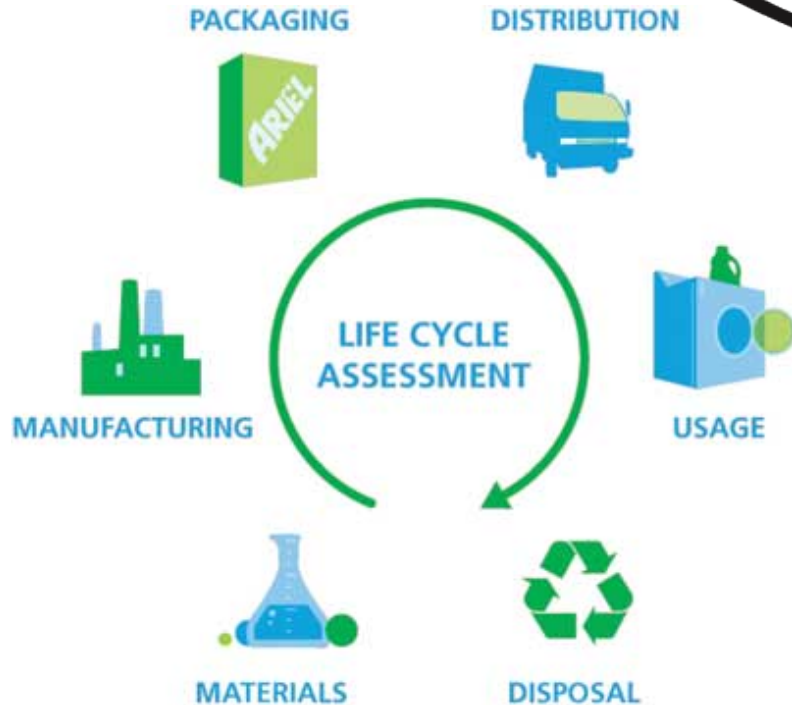 PACKAGING
DISTRIBUTION
ARIEL
LIFE CYCLE
ASSESSMENT
MANUFACTURING
USAGE
MATERIALS
DISPOSAL